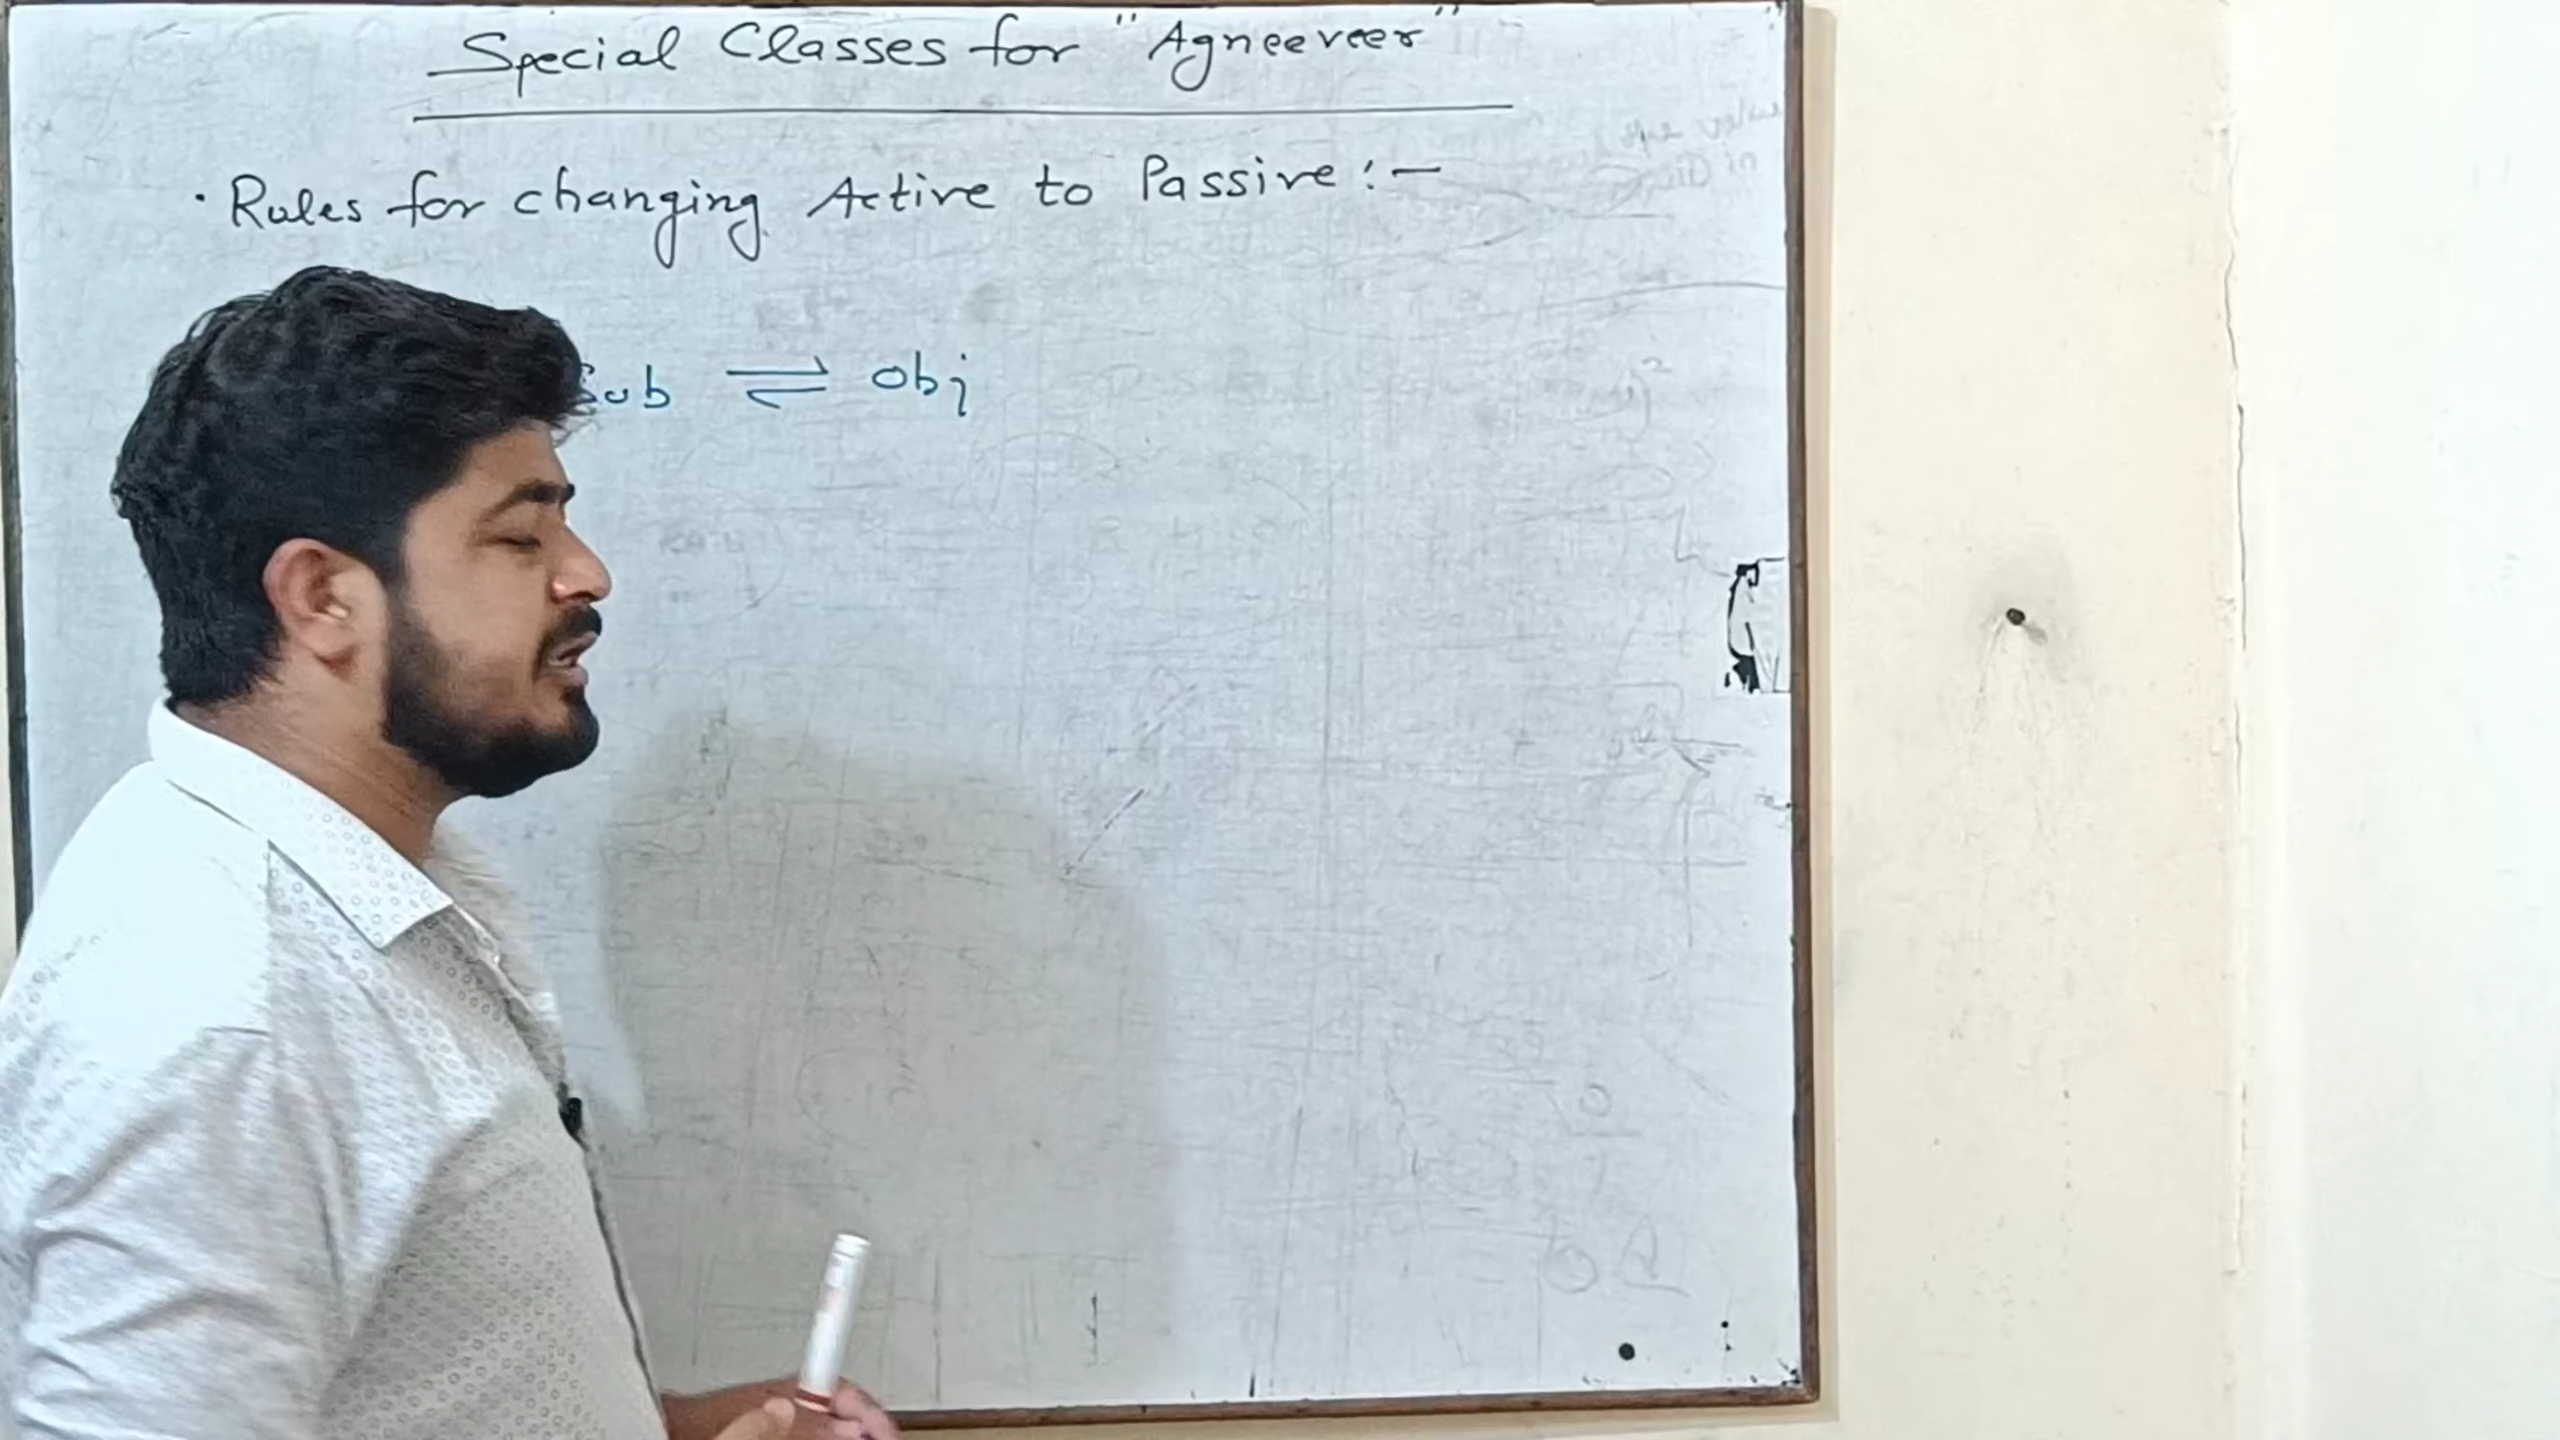 Special Classes for "Agneeveer"
• Rules for changing Active to Passive :-
Sub ⇌ Obj